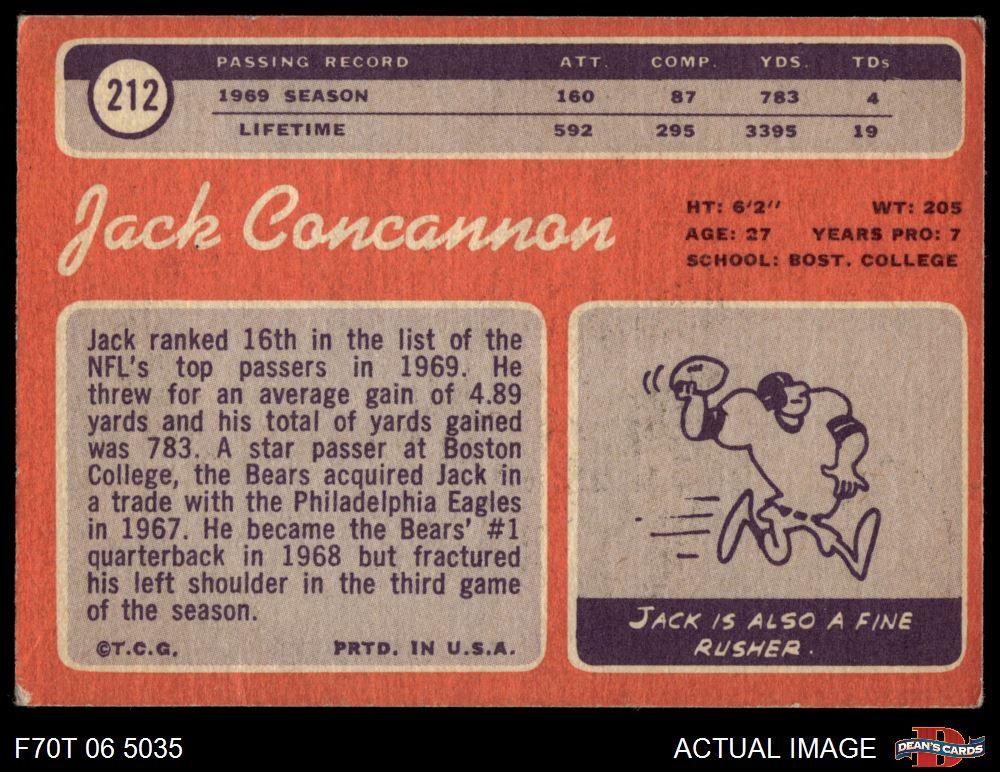 PASSING RECORD ATT. COMP. YDS. TDs
212
1969 SEASON 160 87 783 4
LIFETIME 592 295 3395 19
Jack Concannon
HT: 6'2" WT: 205
AGE: 27 YEARS PRO: 7
SCHOOL: BOST. COLLEGE
Jack ranked 16th in the list of the
NFL's top passers in 1969. He
threw for an average gain of 4.89
yards and his total of yards gained
was 783. A star passer at Boston
College, the Bears acquired Jack in
a trade with the Philadelphia Eagles
in 1967. He became the Bears' #1
quarterback in 1968 but fractured
his left shoulder in the third game
of the season.
©T.C.G. PRTD. IN U.S.A.
JACK IS ALSO A FINE
RUSHER.
F70T 06 5035 ACTUAL IMAGE
D
DEAN'S CARDS